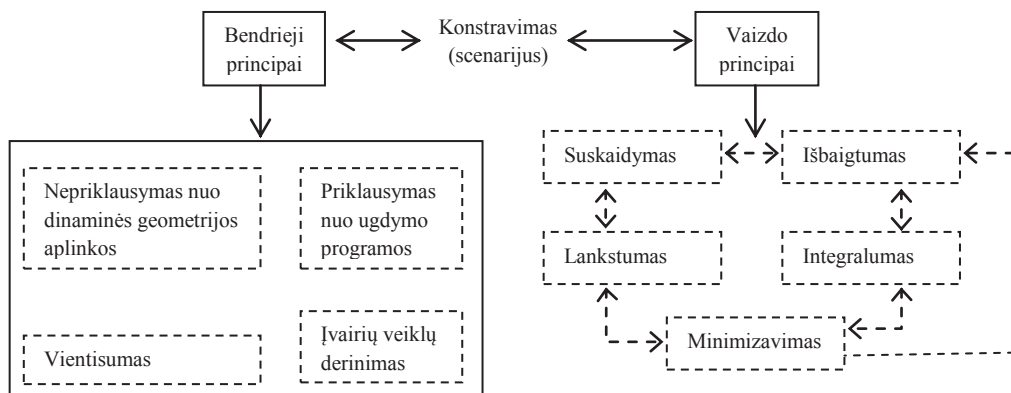 Bendrieji
principai
Konstravimas
(scenarijus)
Vaizdo
principai
Nepriklausymas nuo
dinaminės geometrijos
aplinkos
Priklausymas
nuo ugdymo
programos
Vientisumas
Įvairių veiklų
derinimas
Suskaidymas
Išbaigtumas
Lankstumas
Integralumas
Minimizavimas